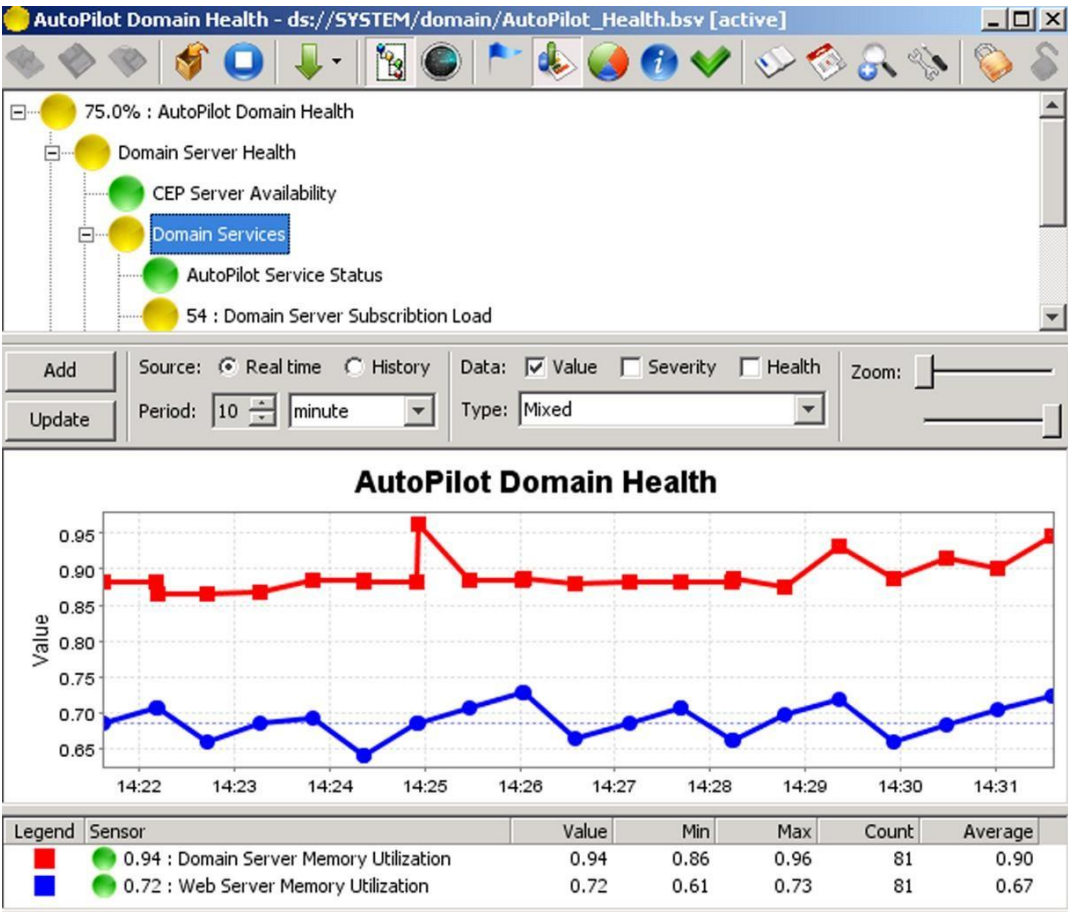 AutoPilot Domain Health - ds://SYSTEM/domain/AutoPilot_Health.bsv [active]
75.0% : AutoPilot Domain Health
Domain Server Health
CEP Server Availability
Domain Services
AutoPilot Service Status
54 : Domain Server Subscribtion Load
Add Source: Real time History Data: Value Severity Health Zoom:
Update Period: 10 minute Type: Mixed
AutoPilot Domain Health
Value
0.95
0.90
0.85
0.80
0.75
0.70
0.65
14:22 14:23 14:24 14:25 14:26 14:27 14:28 14:29 14:30 14:31
Legend Sensor Value Min Max Count Average
0.94 : Domain Server Memory Utilization 0.94 0.86 0.96 81 0.90
0.72 : Web Server Memory Utilization 0.72 0.61 0.73 81 0.67